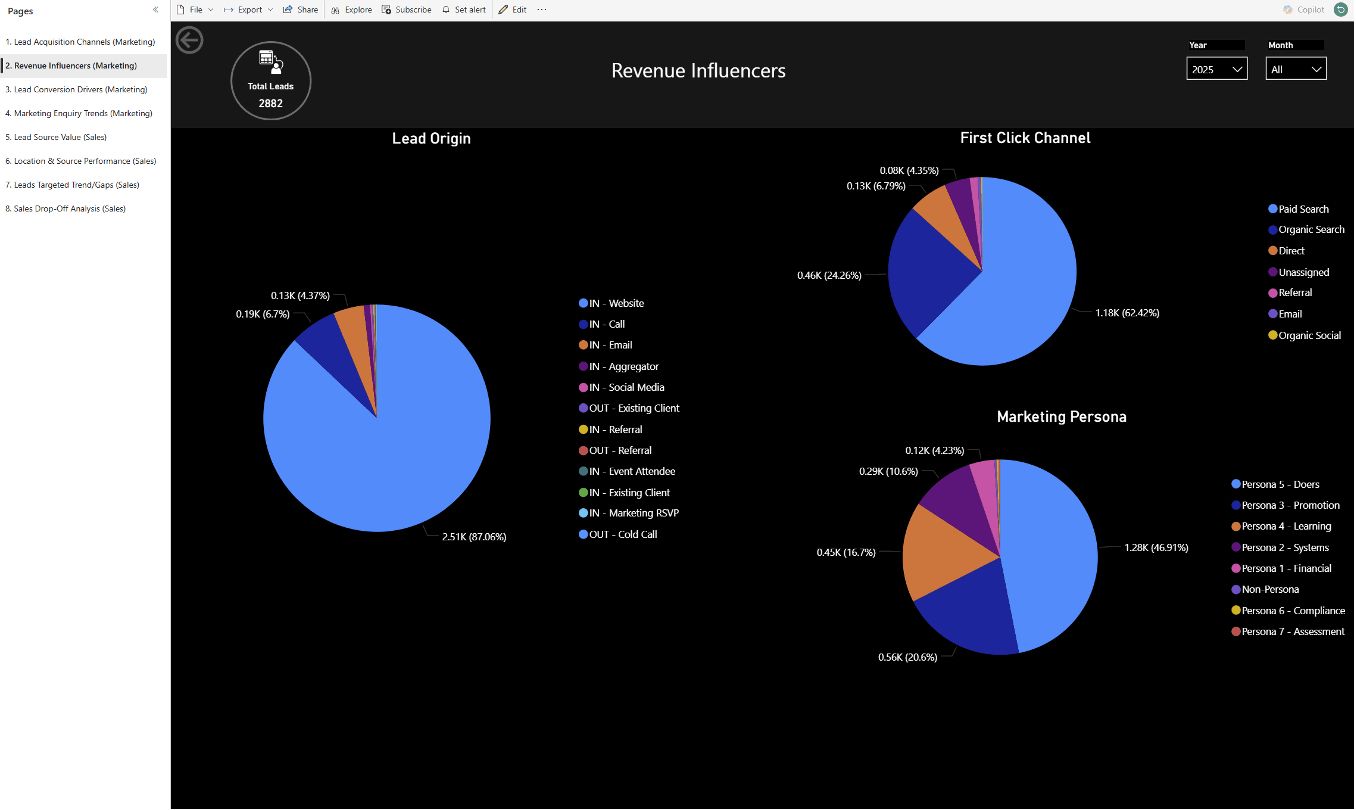 Pages
1. Lead Acquisition Channels (Marketing)
2. Revenue Influencers (Marketing)
3. Lead Conversion Drivers (Marketing)
4. Marketing Enquiry Trends (Marketing)
5. Lead Source Value (Sales)
6. Location & Source Performance (Sales)
7. Leads Targeted Trend/Gaps (Sales)
8. Sales Drop-Off Analysis (Sales)
File Export Share Explore Subscribe Set alert Edit ... Copilot
Total Leads
2882
Revenue Influencers
Year Month
2025 All
Lead Origin
0.13K (4.37%)
0.19K (6.7%)
2.51K (87.06%)
IN - Website
IN - Call
IN - Email
IN - Aggregator
IN - Social Media
OUT - Existing Client
IN - Referral
OUT - Referral
IN - Event Attendee
IN - Existing Client
IN - Marketing RSVP
OUT - Cold Call
First Click Channel
0.08K (4.35%)
0.13K (6.79%)
0.46K (24.26%)
1.18K (62.42%)
Paid Search
Organic Search
Direct
Unassigned
Referral
Email
Organic Social
Marketing Persona
0.12K (4.23%)
0.29K (10.6%)
0.45K (16.7%)
1.28K (46.91%)
0.56K (20.6%)
Persona 5 - Doers
Persona 3 - Promotion
Persona 4 - Learning
Persona 2 - Systems
Persona 1 - Financial
Non-Persona
Persona 6 - Compliance
Persona 7 - Assessment